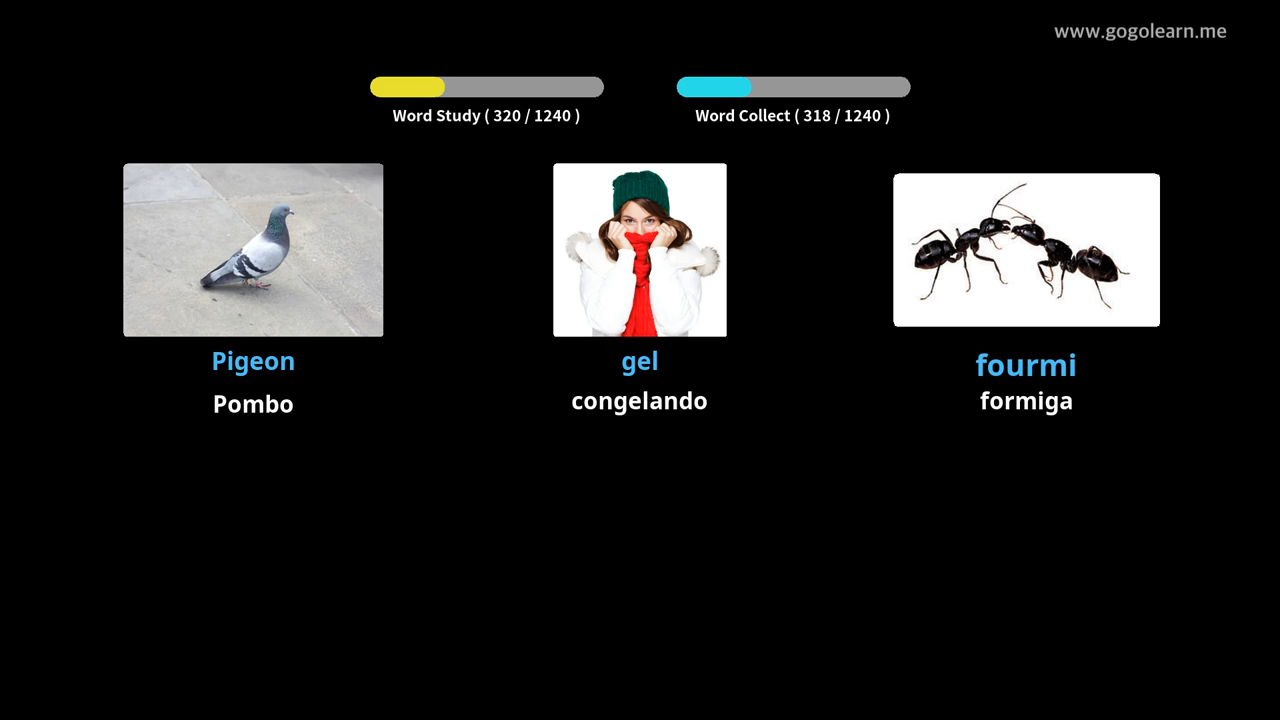 www.gogolearn.me
Word Study ( 320 / 1240 )
Word Collect ( 318 / 1240 )
Pigeon
Pombo
gel
congelando
fourmi
formiga